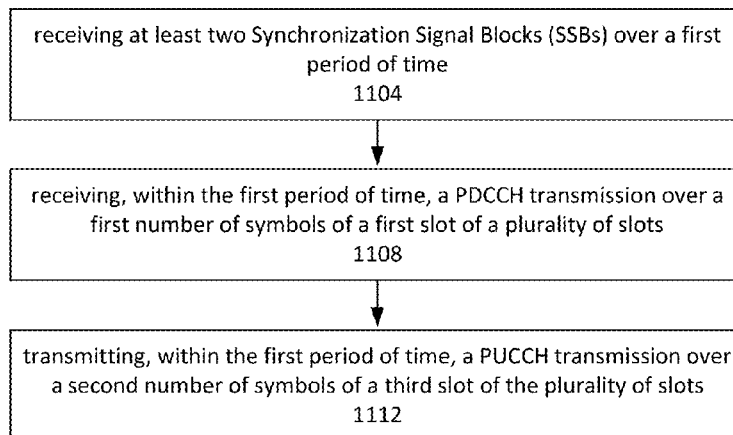 receiving at least two Synchronization Signal Blocks (SSBs) over a first
period of time
1104
receiving, within the first period of time, a PDCCH transmission over a
first number of symbols of a first slot of a plurality of slots
1108
transmitting, within the first period of time, a PUCCH transmission over
a second number of symbols of a third slot of the plurality of slots
1112